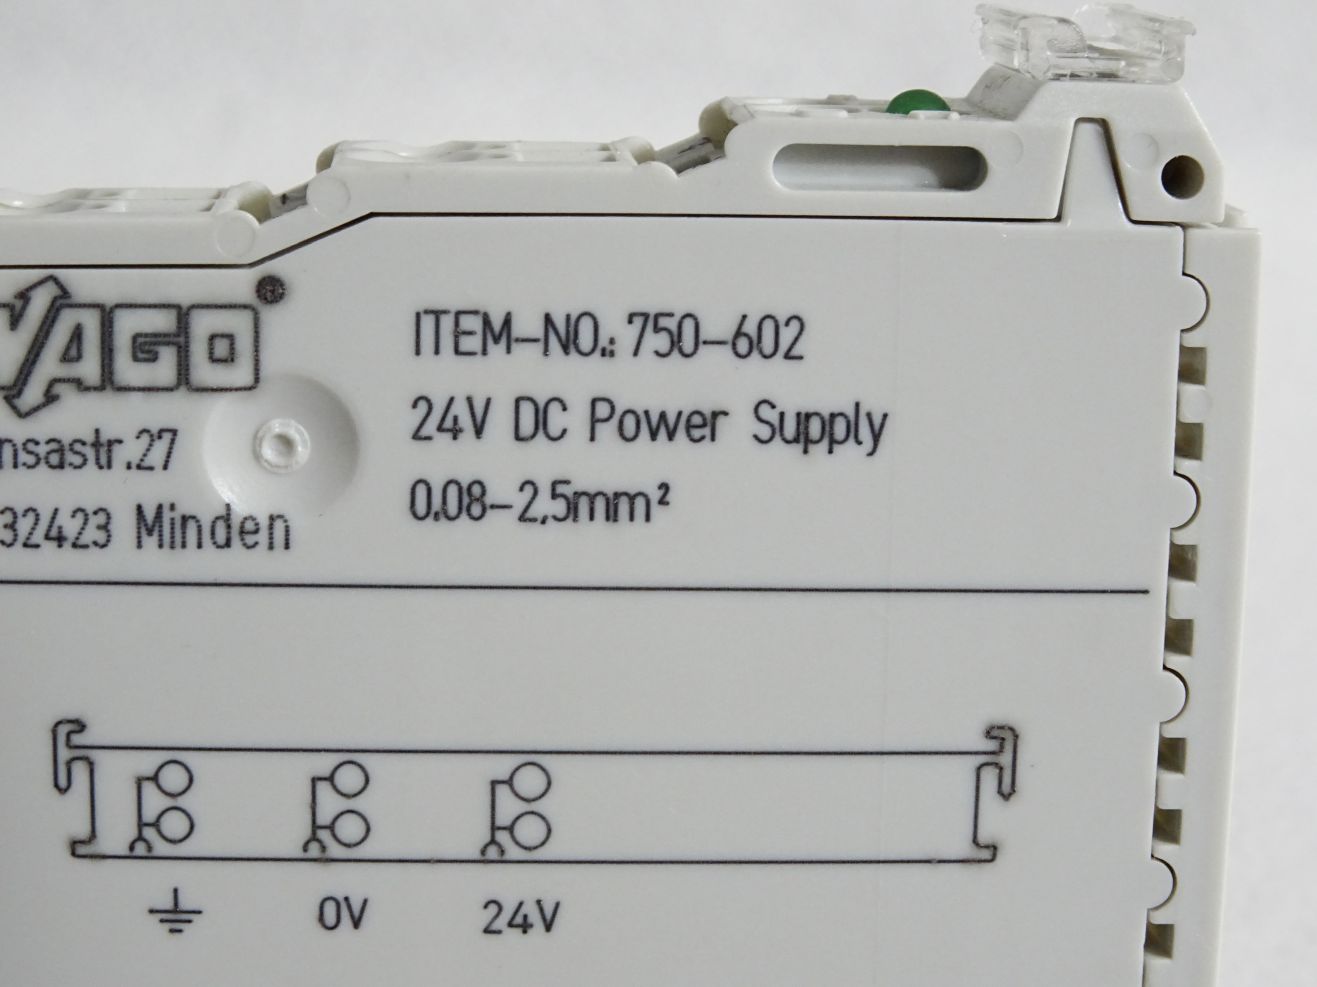 WAGO®
ITEM-NO.: 750-602
24V DC Power Supply
0,08-2,5mm²
nsastr.27
32423 Minden
0V
24V